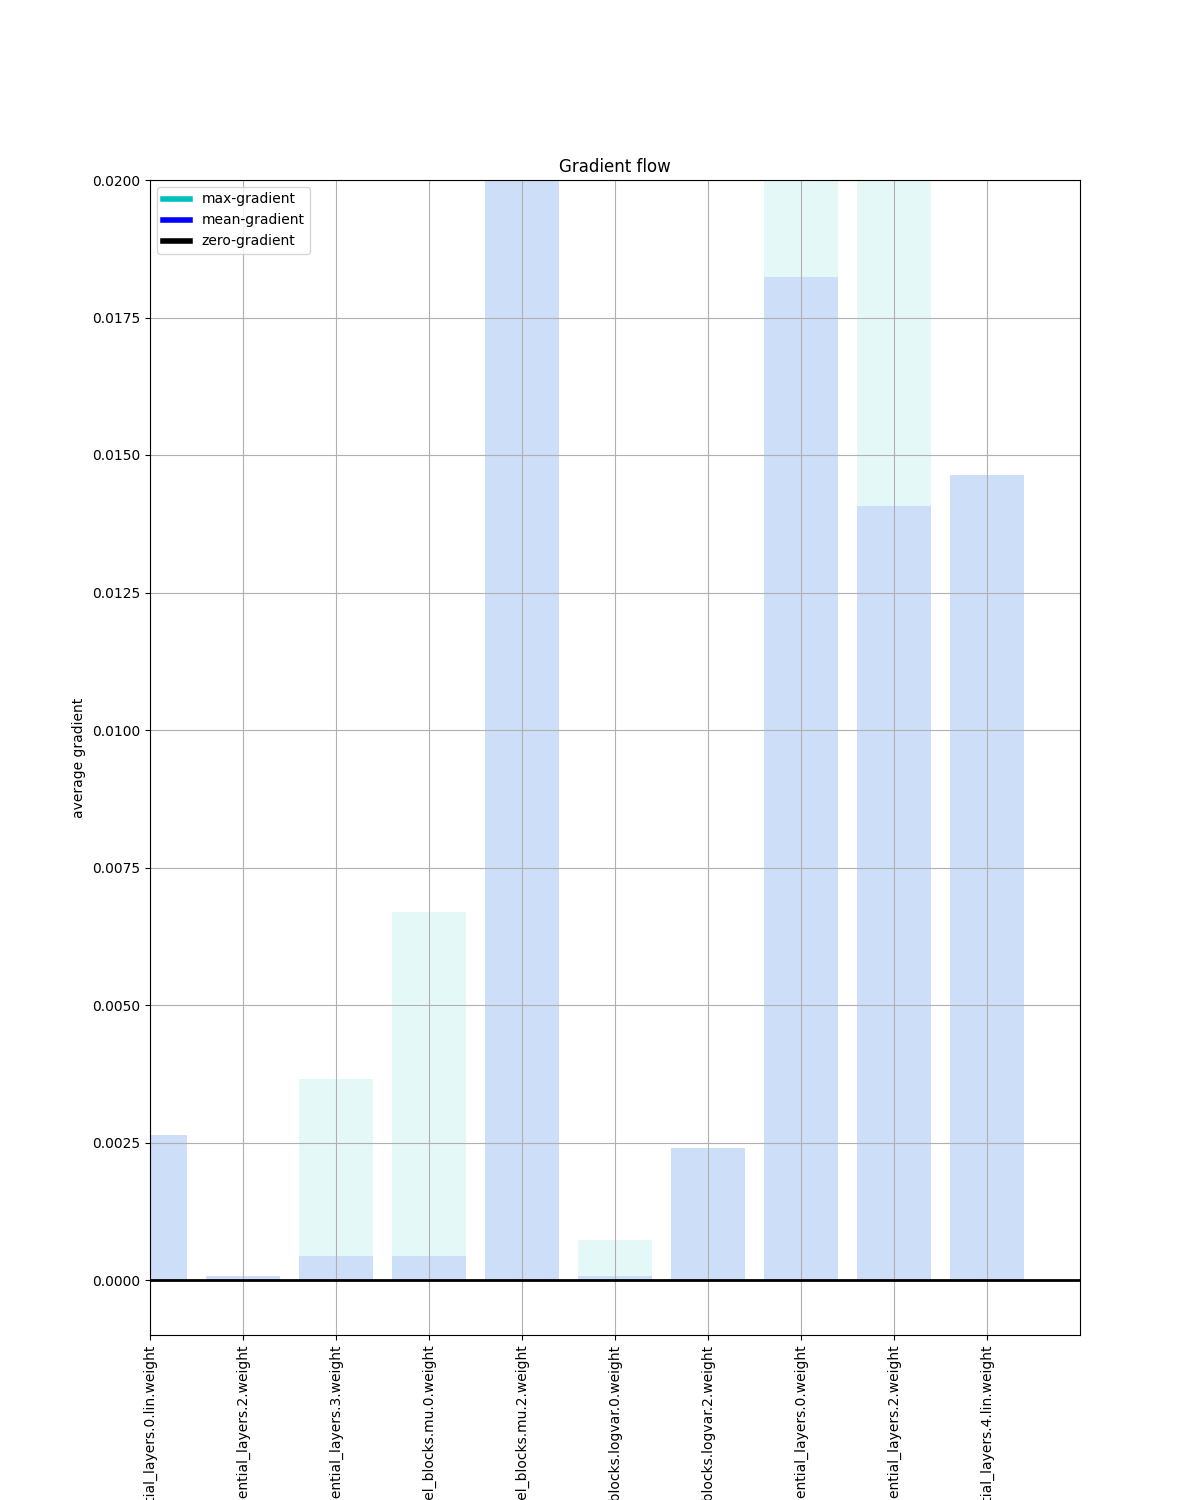 Gradient flow
max-gradient
mean-gradient
zero-gradient
0.0200
0.0175
0.0150
0.0125
0.0100
0.0075
0.0050
0.0025
0.0000
average gradient
tial_layers.0.lin.weight
ential_layers.2.weight
ential_layers.3.weight
el_blocks.mu.0.weight
el_blocks.mu.2.weight
blocks.logvar.0.weight
blocks.logvar.2.weight
ential_layers.0.weight
ential_layers.2.weight
tial_layers.4.lin.weight